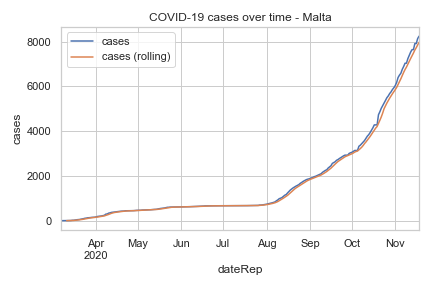 COVID-19 cases over time - Malta
cases
cases (rolling)
8000
6000
4000
2000
0
cases
Apr
2020
May
Jun
Jul
Aug
Sep
Oct
Nov
dateRep